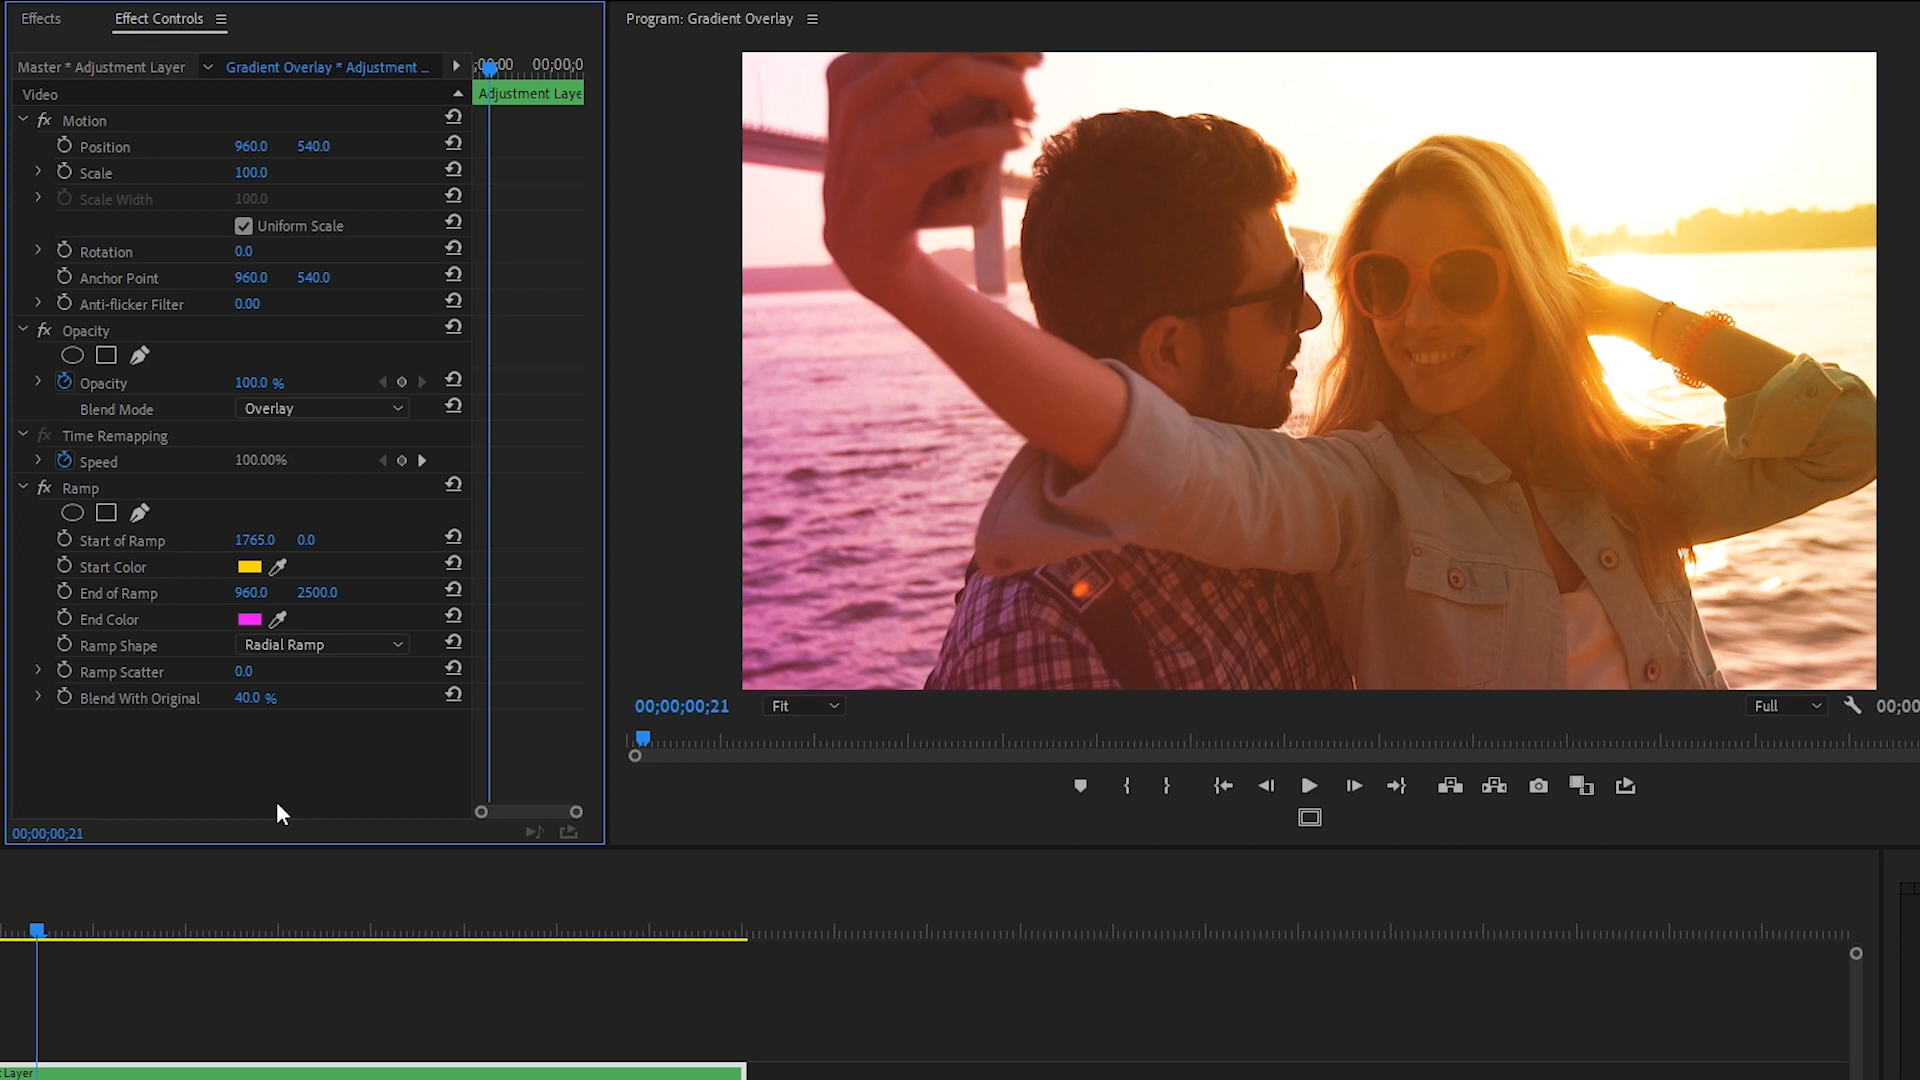 Effects
Effect Controls
Master * Adjustment Layer
Gradient Overlay * Adjustment ...
;00;00
00;00;0
Video
Adjustment Laye
fx Motion
Position 960.0 540.0
Scale 100.0
Scale Width 100.0
Uniform Scale
Rotation 0.0
Anchor Point 960.0 540.0
Anti-flicker Filter 0.00
fx Opacity
Opacity 100.0 %
Blend Mode Overlay
fx Time Remapping
Speed 100.00%
fx Ramp
Start of Ramp 1765.0 0.0
Start Color
End of Ramp 960.0 2500.0
End Color
Ramp Shape Radial Ramp
Ramp Scatter 0.0
Blend With Original 40.0 %
00;00;00;21
Program: Gradient Overlay
00;00;00;21
Fit
Full
00;00
t Layer